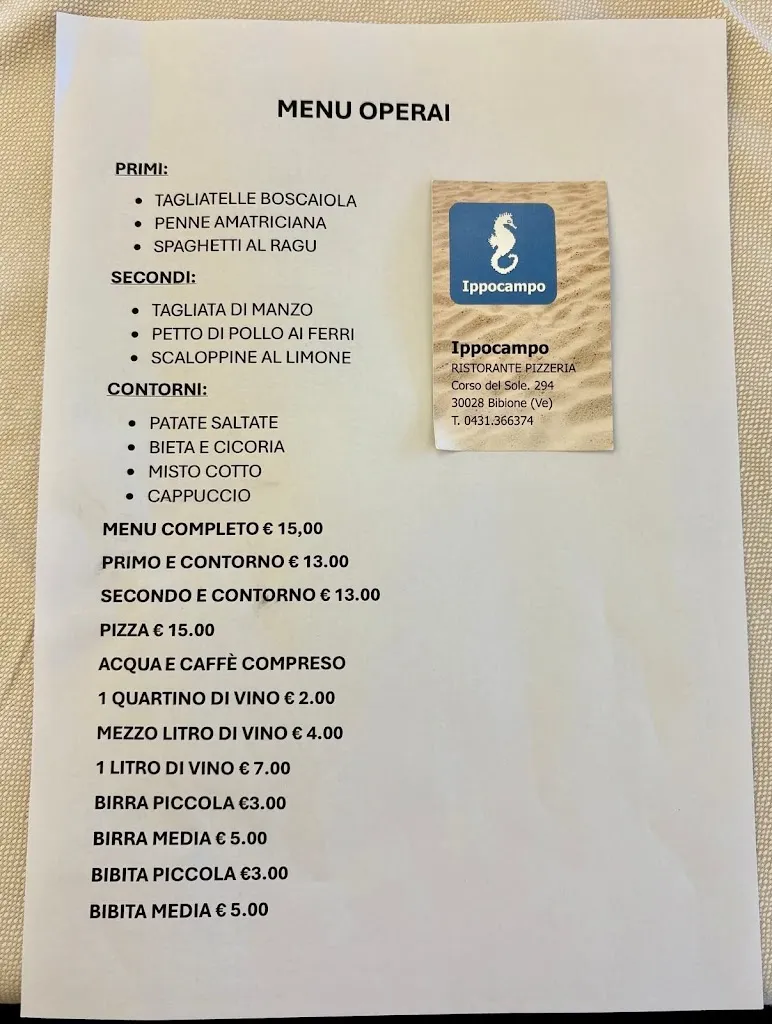 MENU OPERAI
PRIMI:
• TAGLIATELLE BOSCAIOLA
• PENNE AMATRICIANA
• SPAGHETTI AL RAGU
SECONDI:
• TAGLIATA DI MANZO
• PETTO DI POLLO AI FERRI
• SCALOPPINE AL LIMONE
CONTORNI:
• PATATE SALTATE
• BIETA E CICORIA
• MISTO COTTO
• CAPPUCCIO
MENU COMPLETO € 15,00
PRIMO E CONTORNO € 13.00
SECONDO E CONTORNO € 13.00
PIZZA € 15.00
ACQUA E CAFFÈ COMPRESO
1 QUARTINO DI VINO € 2.00
MEZZO LITRO DI VINO € 4.00
1 LITRO DI VINO € 7.00
BIRRA PICCOLA €3.00
BIRRA MEDIA € 5.00
BIBITA PICCOLA €3.00
BIBITA MEDIA € 5.00
Ippocampo
Ippocampo
RISTORANTE PIZZERIA
Corso del Sole. 294
30028 Bibione (Ve)
T. 0431.366374